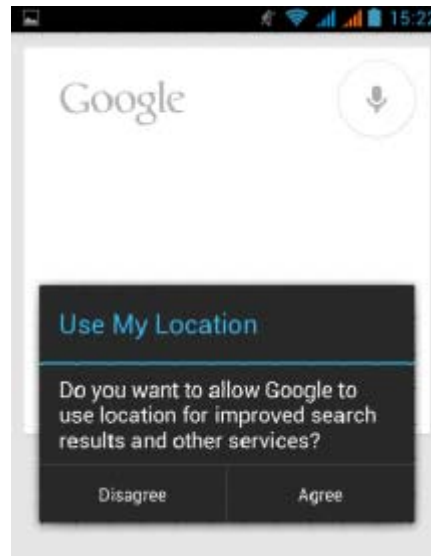 15:22
Google
Use My Location
Do you want to allow Google to
use location for improved search
results and other services?
Disagree Agree